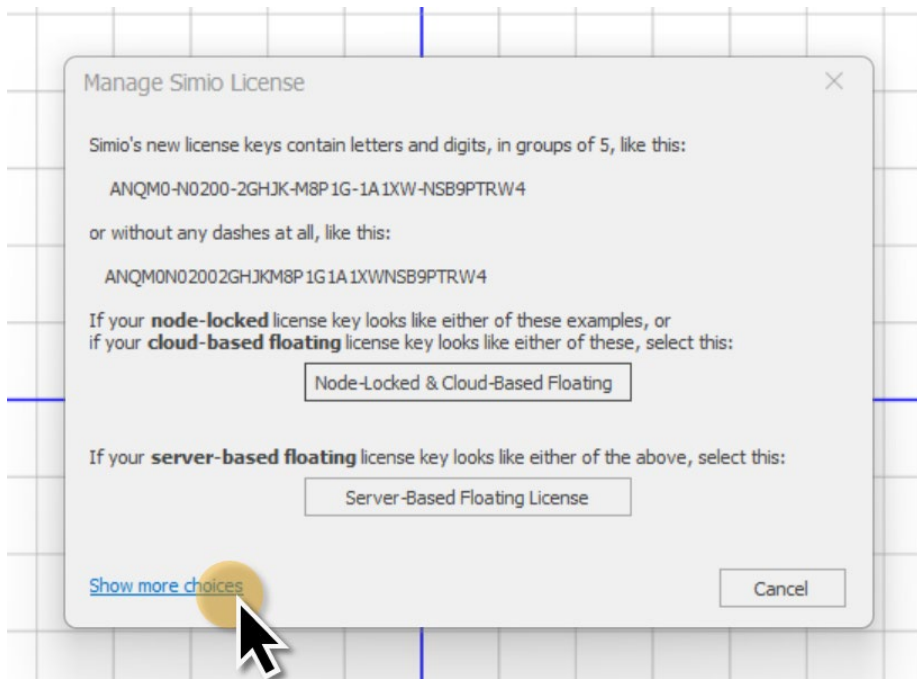 Manage Simio License
Simio's new license keys contain letters and digits, in groups of 5, like this:
ANQM0-N0200-2GHJK-M8P1G-1A1XW-NSB9PTRW4
or without any dashes at all, like this:
ANQM0N02002GHJKM8P1G1A1XWNSB9PTRW4
If your node-locked license key looks like either of these examples, or
if your cloud-based floating license key looks like either of these, select this:
Node-Locked & Cloud-Based Floating
If your server-based floating license key looks like either of the above, select this:
Server-Based Floating License
Show more choices
Cancel